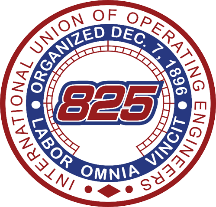 INTERNATIONAL UNION OF OPERATING ENGINEERS
• ORGANIZED DEC. 7, 1896 •
825
LABOR OMNIA VINCIT